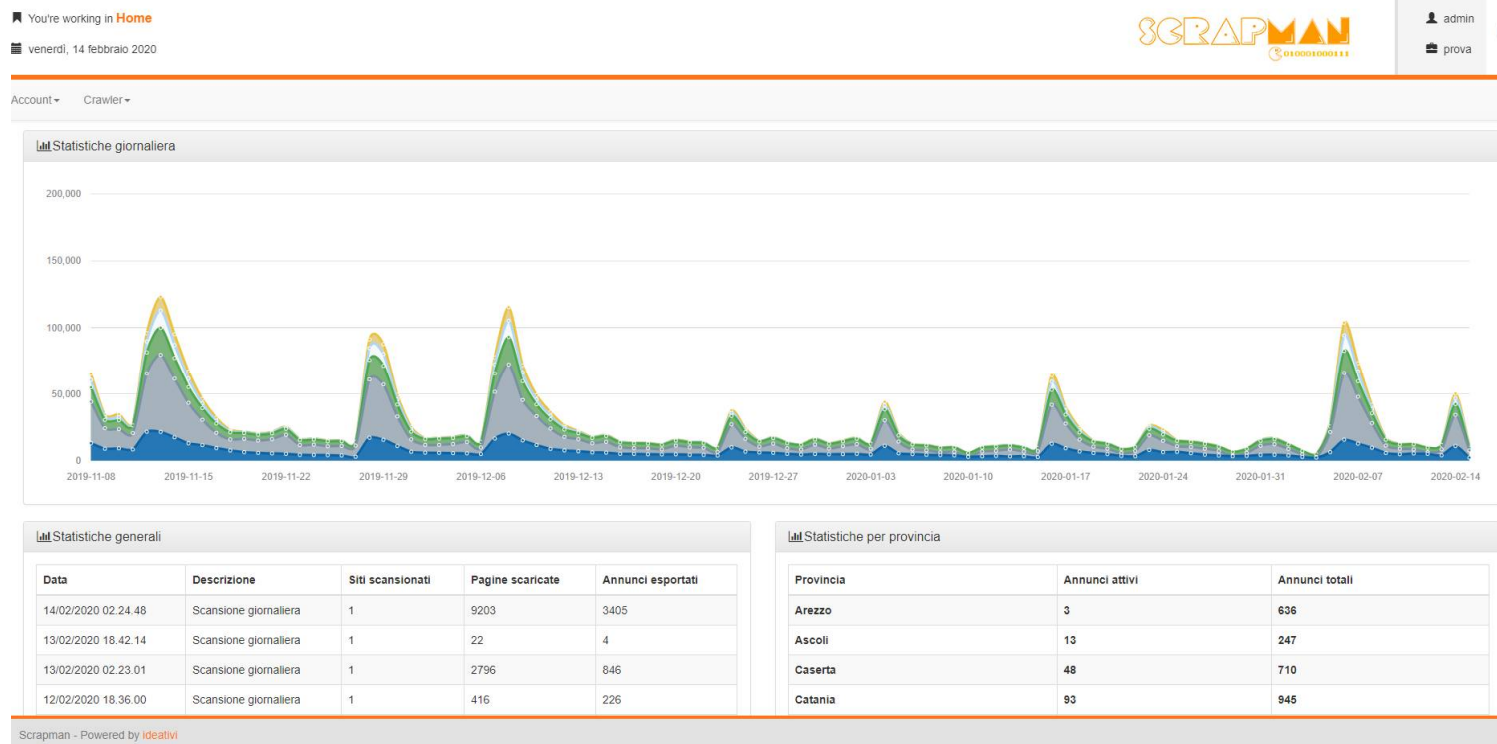 You're working in Home
venerdì, 14 febbraio 2020
SCRAPMAN
010001000111
admin
prova
Account
Crawler
Statistiche giornaliera
200,000
150,000
100,000
50,000
0
2019-11-08 2019-11-15 2019-11-22 2019-11-29 2019-12-06 2019-12-13 2019-12-20 2019-12-27 2020-01-03 2020-01-10 2020-01-17 2020-01-24 2020-01-31 2020-02-07 2020-02-14
Statistiche generali
Data Descrizione Siti scansionati Pagine scaricate Annunci esportati
14/02/2020 02.24.48 Scansione giornaliera 1 9203 3405
13/02/2020 18.42.14 Scansione giornaliera 1 22 4
13/02/2020 02.23.01 Scansione giornaliera 1 2796 846
12/02/2020 18.36.00 Scansione giornaliera 1 416 226
Statistiche per provincia
Provincia Annunci attivi Annunci totali
Arezzo 3 636
Ascoli 13 247
Caserta 48 710
Catania 93 945
Scrapman - Powered by ideativi